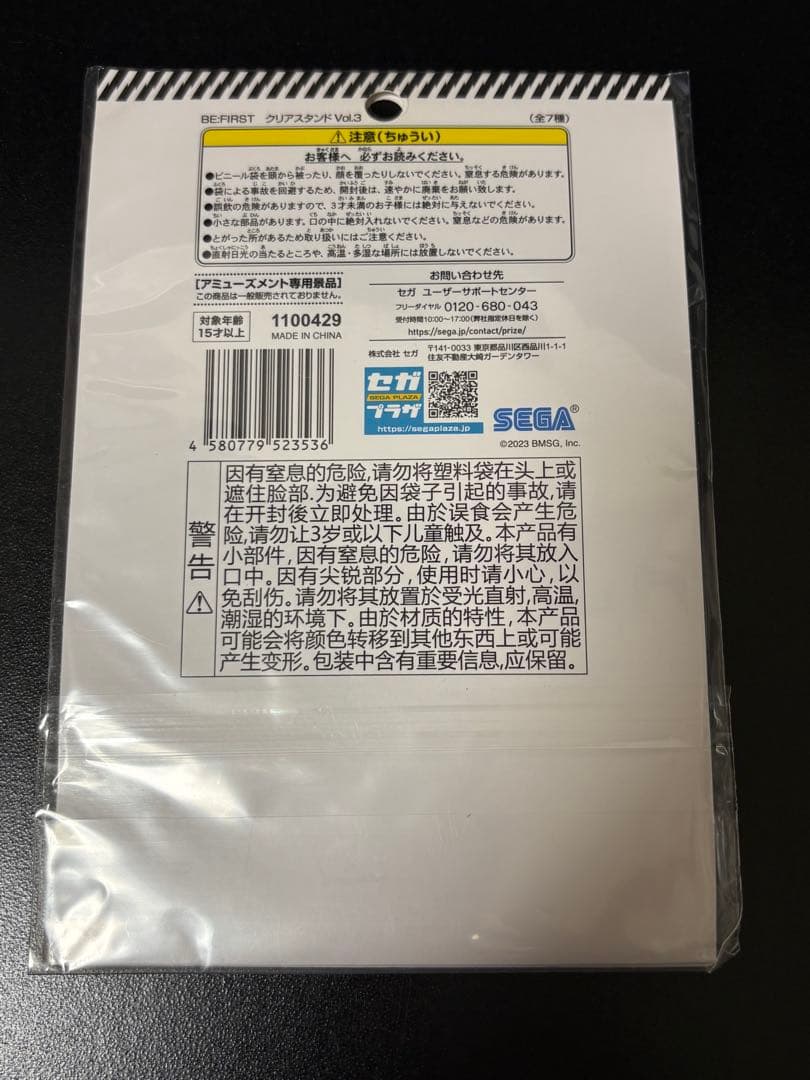 BE:FIRST クリアスタンド Vol.3 (全7種)
⚠注意(ちゅうい)
お客様へ 必ずお読みください。
●ビニール袋を頭から被ったり、顔を覆ったりしないでください。窒息する危険があります。
●袋による事故を回避するため、開封後は、速やかに廃棄をお願い致します。
●誤飲の危険がありますので、3才未満のお子様には絶対に与えないでください。
●小さな部品があります。口の中に絶対入れないでください。窒息などの危険があります。
●とがった所があるため取り扱いにはご注意ください。
●直射日光の当たるところや、高温・多湿な場所には放置しないでください。
[アミューズメント専用景品]
この商品は一般販売されておりません。
対象年齢
15才以上
1100429
MADE IN CHINA
4 580779 523536
お問い合わせ先
セガ ユーザーサポートセンター
フリーダイヤル 0120-680-043
受付時間10:00~17:00(弊社指定休日を除く)
https://sega.jp/contact/prize/
株式会社 セガ
〒141-0033 東京都品川区西品川1-1-1
住友不動産大崎ガーデンタワー
セガ
SEGA PLAZA
プラザ
https://segaplaza.jp
SEGA®
©2023 BMSG, Inc.
警告⚠
因有窒息的危险,请勿将塑料袋在头上或
遮住脸部.为避免因袋子引起的事故,请
在开封後立即处理。由於误食会产生危
险,请勿让3岁或以下儿童触及。本产品有
小部件,因有窒息的危险,请勿将其放入
口中。因有尖锐部分,使用时请小心,以
免刮伤。请勿将其放置於受光直射,高温,
潮湿的环境下。由於材质的特性,本产品
可能会将颜色转移到其他东西上或可能
产生变形。包装中含有重要信息,应保留。